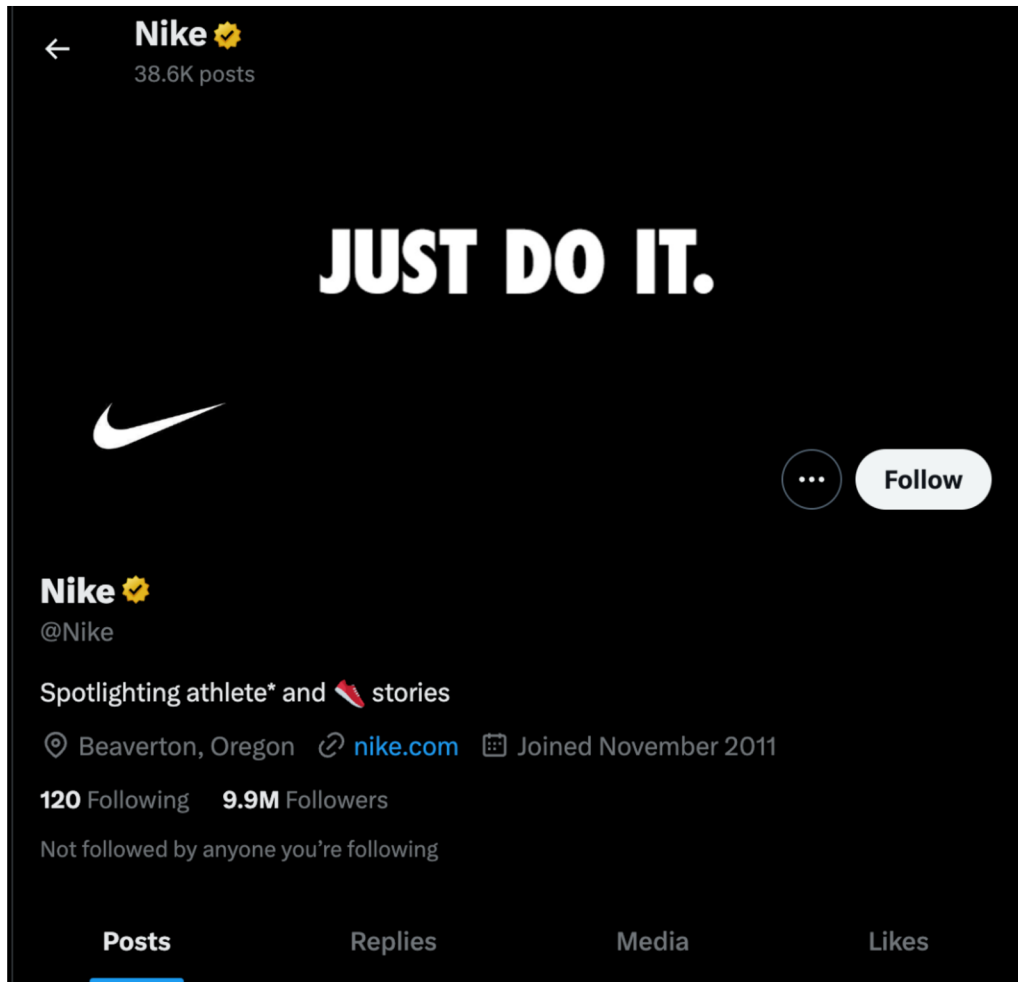 Nike
38.6K posts
JUST DO IT.
Follow
Nike
@Nike
Spotlighting athlete* and 👟 stories
Beaverton, Oregon nike.com Joined November 2011
120 Following 9.9M Followers
Not followed by anyone you’re following
Posts Replies Media Likes